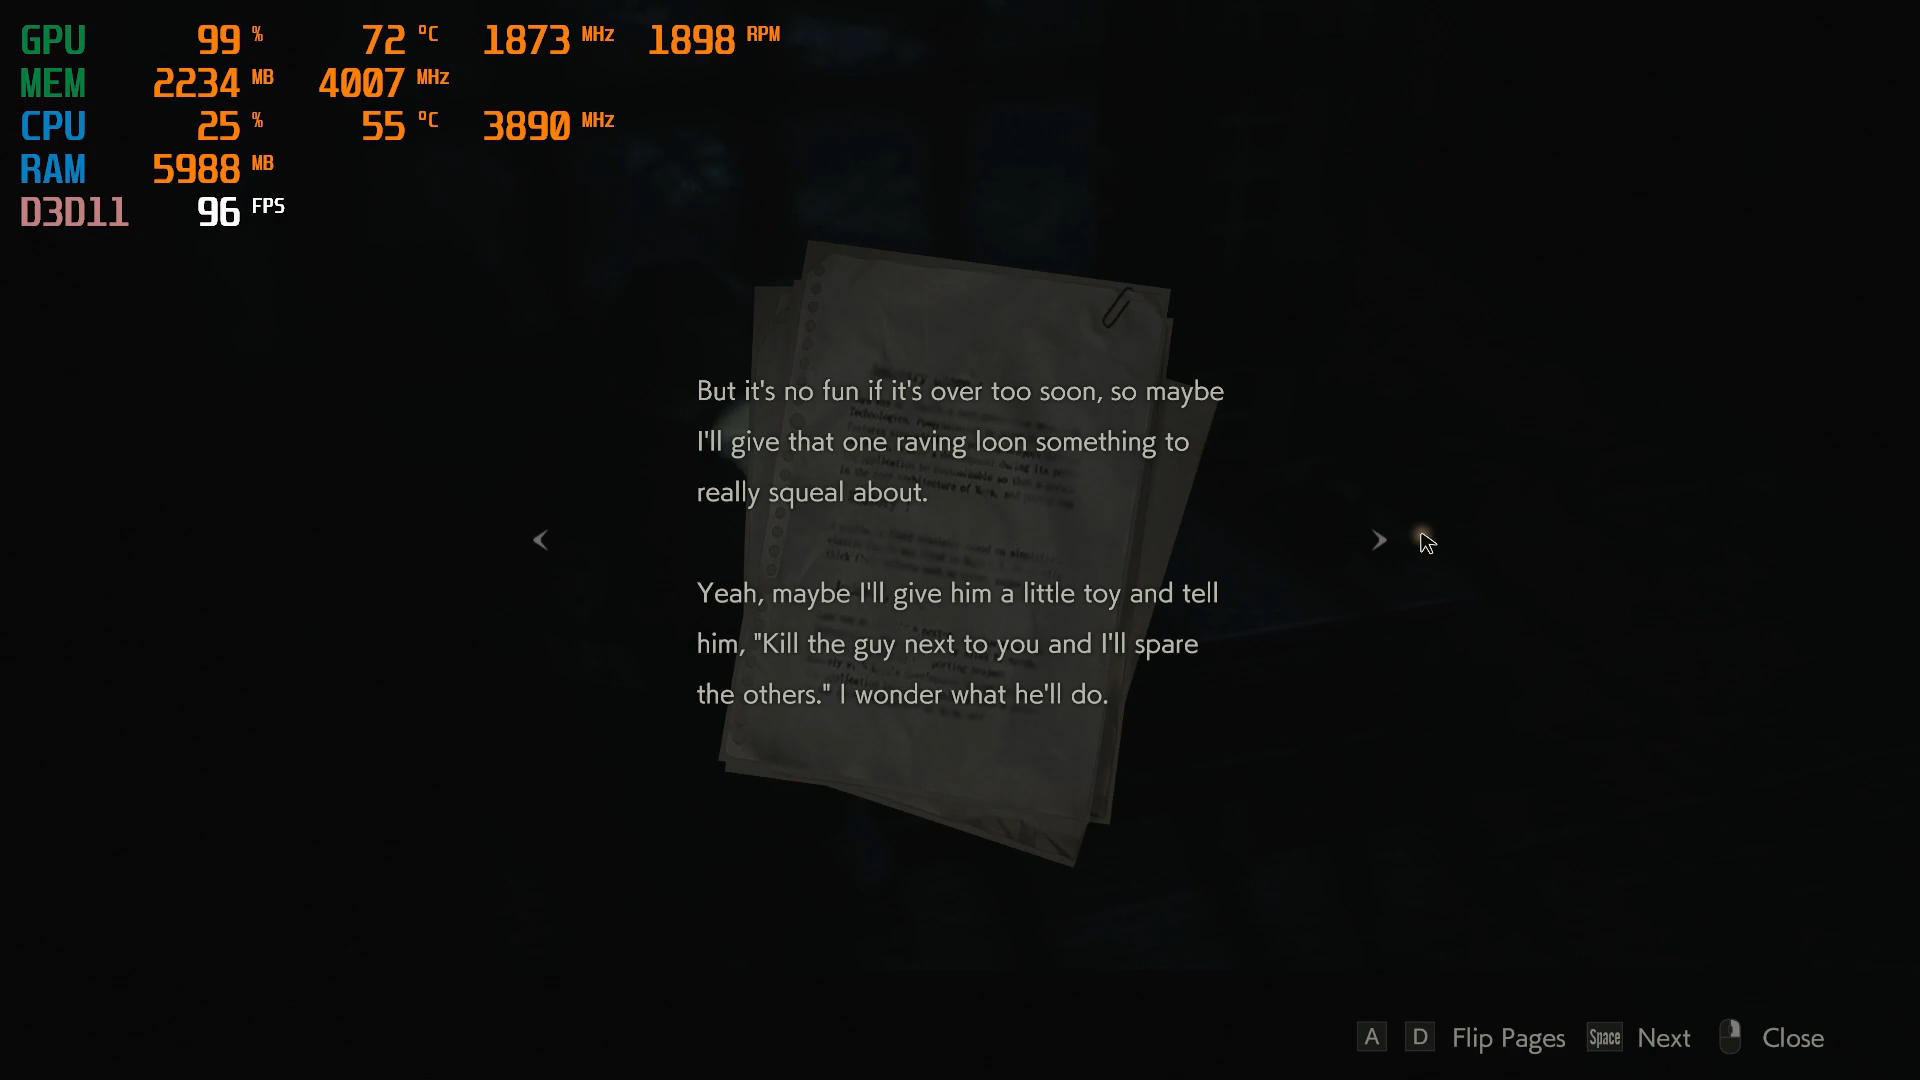 GPU 99 % 72 °C 1873 MHz 1898 RPM
MEM 2234 MB 4007 MHz
CPU 25 % 55 °C 3890 MHz
RAM 5988 MB
D3D11 96 FPS
But it's no fun if it's over too soon, so maybe
I'll give that one raving loon something to
really squeal about.
Yeah, maybe I'll give him a little toy and tell
him, "Kill the guy next to you and I'll spare
the others." I wonder what he'll do.
A D Flip Pages Space Next Close